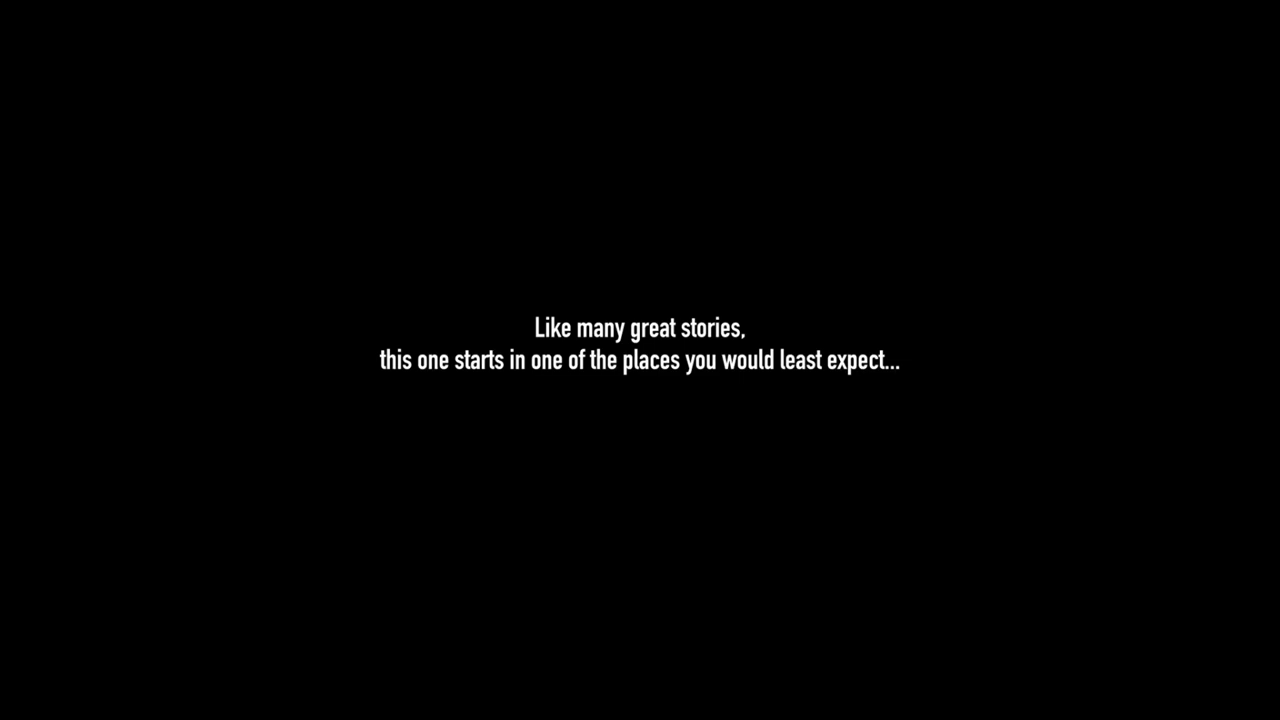 Like many great stories,
this one starts in one of the places you would least expect...